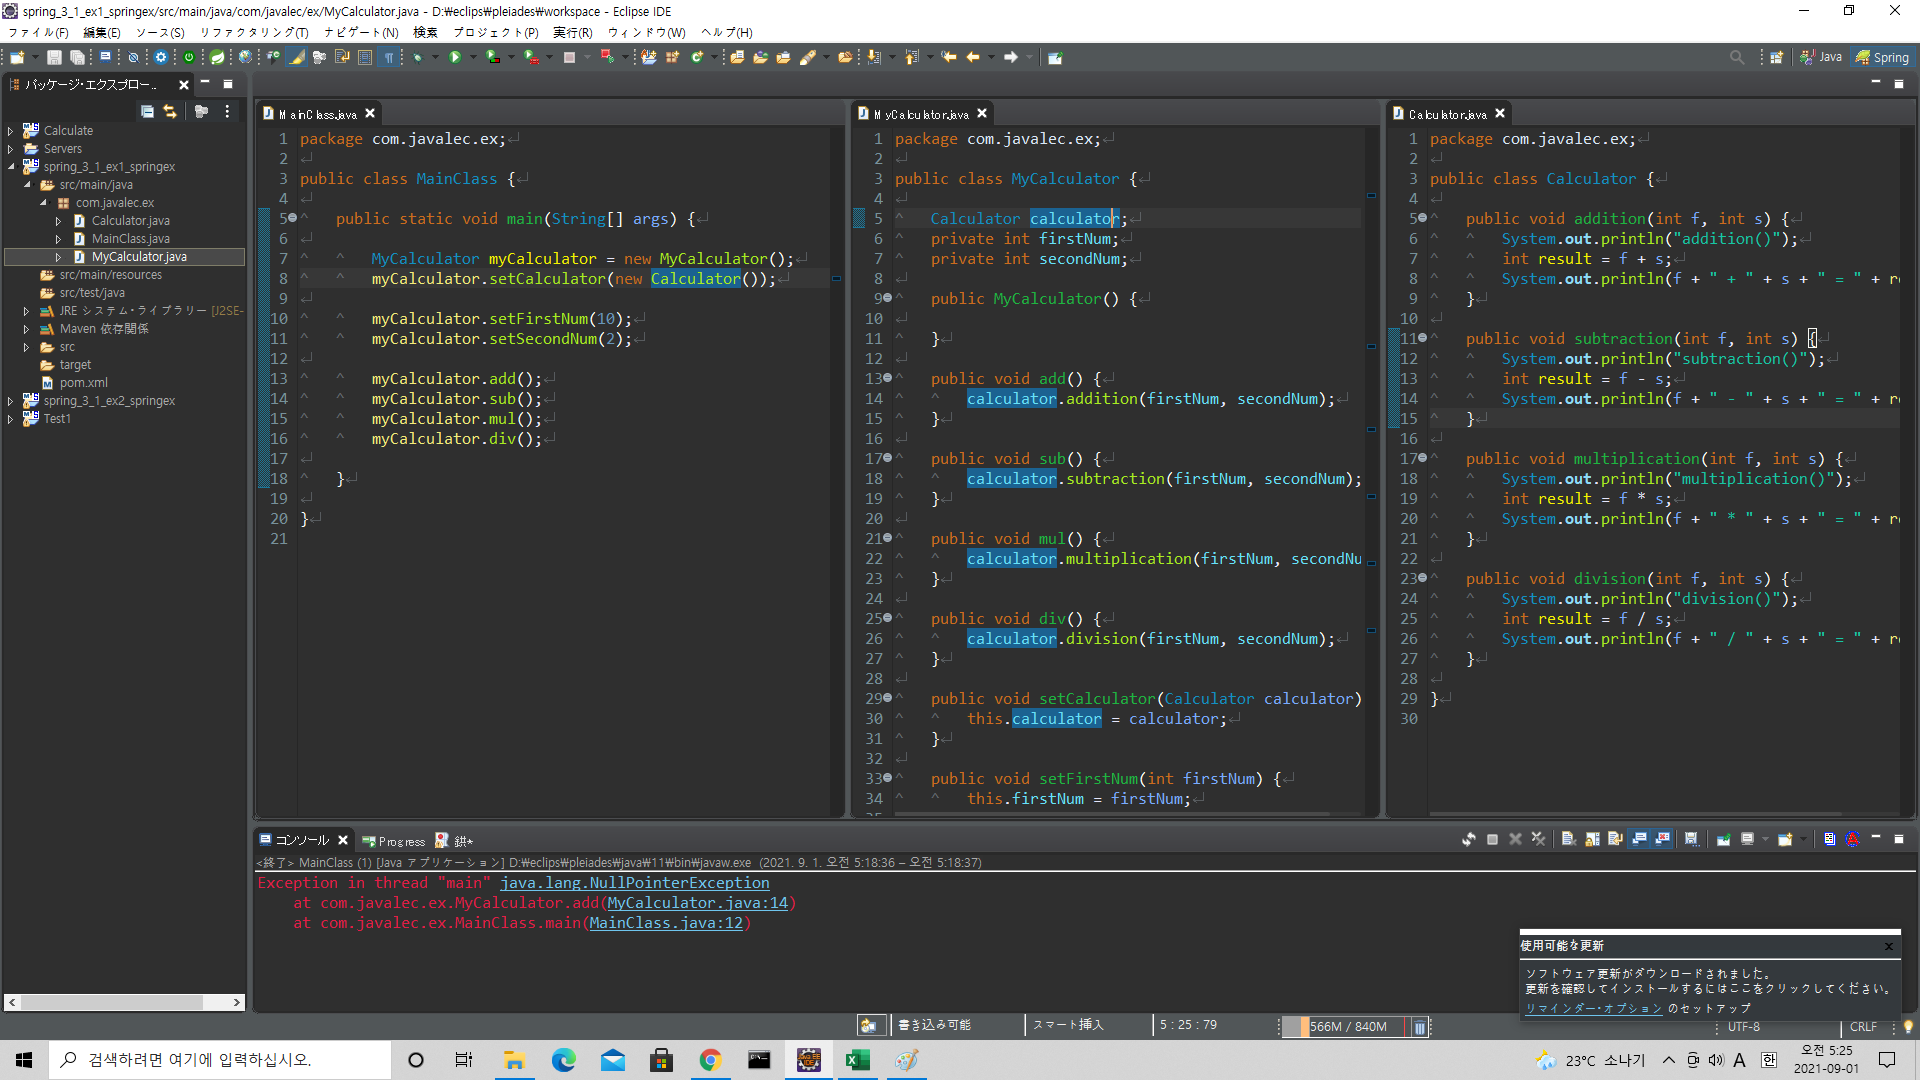 spring_3_1_ex1_springex/src/main/java/com/javalec/ex/MyCalculator.java - D:₩eclips₩pleiades₩workspace - Eclipse IDE
ファイル(F) 編集(E) ソース(S) リファクタリング(T) ナビゲート(N) 検索 プロジェクト(P) 実行(R) ウィンドウ(W) ヘルプ(H)
Java Spring
パッケージ・エクスプロー...
Calculate
Servers
spring_3_1_ex1_springex
src/main/java
com.javalec.ex
Calculator.java
MainClass.java
MyCalculator.java
src/main/resources
src/test/java
JRE システム・ライブラリー [J2SE-
Maven 依存関係
src
target
pom.xml
spring_3_1_ex2_springex
Test1
MainClass.java
1 package com.javalec.ex;
2
3 public class MainClass {
4
5 public static void main(String[] args) {
6
7 MyCalculator myCalculator = new MyCalculator();
8 myCalculator.setCalculator(new Calculator());
9
10 myCalculator.setFirstNum(10);
11 myCalculator.setSecondNum(2);
12
13 myCalculator.add();
14 myCalculator.sub();
15 myCalculator.mul();
16 myCalculator.div();
17
18 }
19
20 }
21
MyCalculator.java
1 package com.javalec.ex;
2
3 public class MyCalculator {
4
5 Calculator calculator;
6 private int firstNum;
7 private int secondNum;
8
9 public MyCalculator() {
10
11 }
12
13 public void add() {
14 calculator.addition(firstNum, secondNum);
15 }
16
17 public void sub() {
18 calculator.subtraction(firstNum, secondNum);
19 }
20
21 public void mul() {
22 calculator.multiplication(firstNum, secondNu
23 }
24
25 public void div() {
26 calculator.division(firstNum, secondNum);
27 }
28
29 public void setCalculator(Calculator calculator)
30 this.calculator = calculator;
31 }
32
33 public void setFirstNum(int firstNum) {
34 this.firstNum = firstNum;
Calculator.java
1 package com.javalec.ex;
2
3 public class Calculator {
4
5 public void addition(int f, int s) {
6 System.out.println("addition()");
7 int result = f + s;
8 System.out.println(f + " + " + s + " = " + re
9 }
10
11 public void subtraction(int f, int s) {
12 System.out.println("subtraction()");
13 int result = f - s;
14 System.out.println(f + " - " + s + " = " + re
15 }
16
17 public void multiplication(int f, int s) {
18 System.out.println("multiplication()");
19 int result = f * s;
20 System.out.println(f + " * " + s + " = " + re
21 }
22
23 public void division(int f, int s) {
24 System.out.println("division()");
25 int result = f / s;
26 System.out.println(f + " / " + s + " = " + re
27 }
28
29 }
30
コンソール Progress
<終了> MainClass (1) [Java アプリケーション] D:₩eclips₩pleiades₩java₩11₩bin₩javaw.exe (2021. 9. 1. 오전 5:18:36 – 오전 5:18:37)
Exception in thread "main" java.lang.NullPointerException
at com.javalec.ex.MyCalculator.add(MyCalculator.java:14)
at com.javalec.ex.MainClass.main(MainClass.java:12)
使用可能な更新
ソフトウェア更新がダウンロードされました。
更新を確認してインストールするにはここをクリックしてください。
リマインダー・オプション のセットアップ
書き込み可能 スマート挿入 5 : 25 : 79 566M / 840M UTF-8 CRLF
검색하려면 여기에 입력하십시오.
23°C 소나기 A 한
오전 5:25
2021-09-01